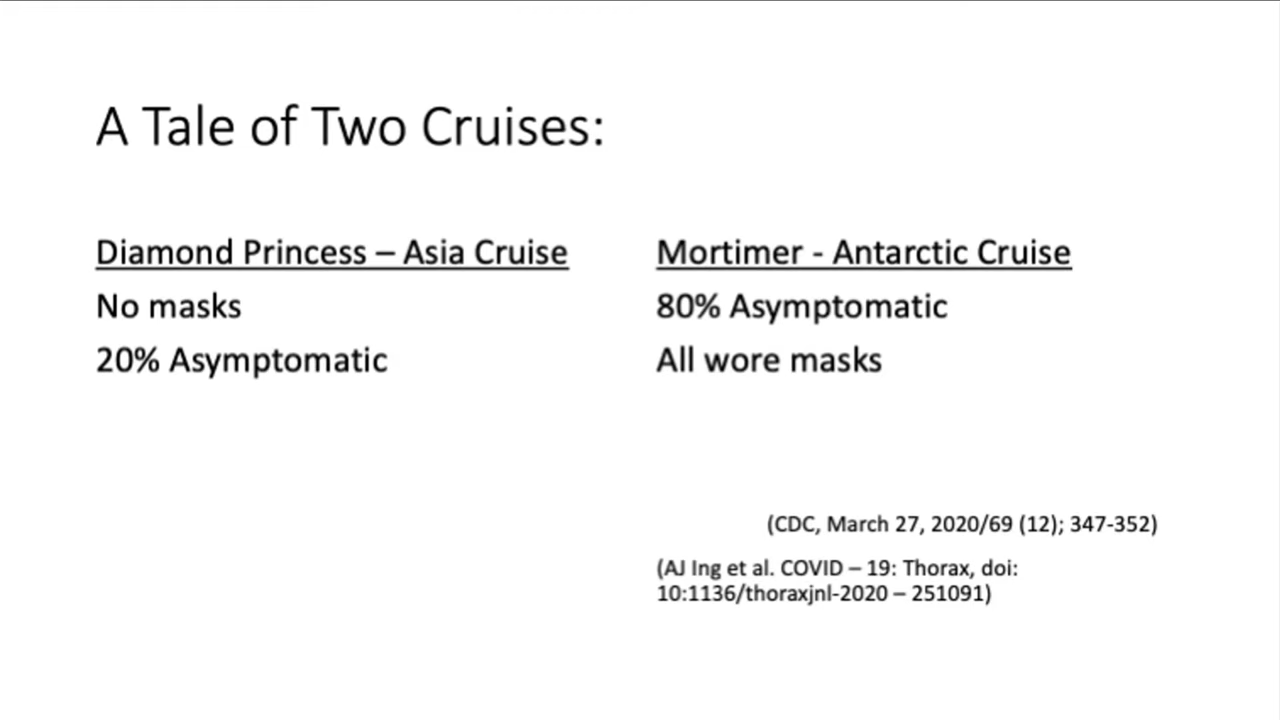 A Tale of Two Cruises:
Diamond Princess – Asia Cruise
No masks
20% Asymptomatic
Mortimer - Antarctic Cruise
80% Asymptomatic
All wore masks
(CDC, March 27, 2020/69 (12); 347-352)
(AJ Ing et al. COVID – 19: Thorax, doi:
10:1136/thoraxjnl-2020 – 251091)